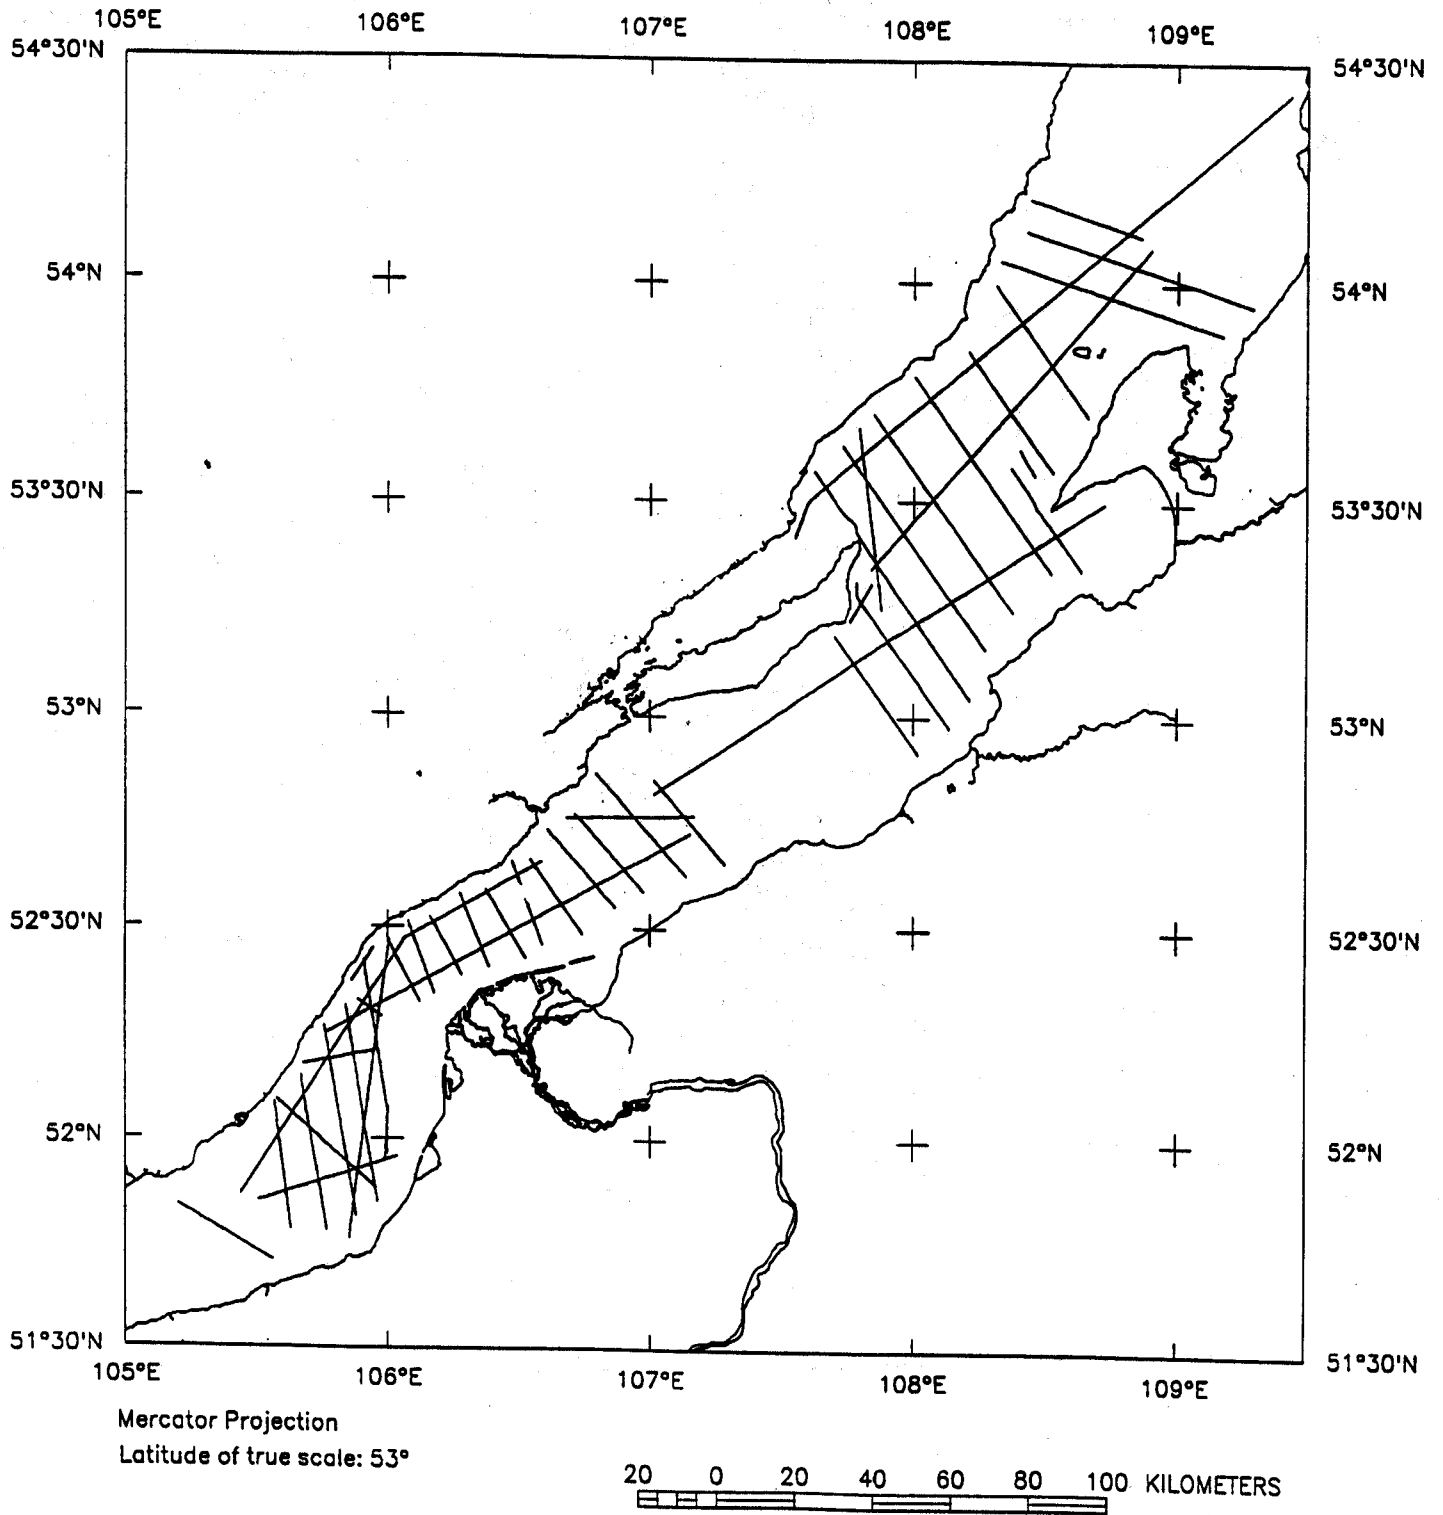 105°E 106°E 107°E 108°E 109°E
54°30'N 54°30'N
54°N 54°N
53°30'N 53°30'N
53°N 53°N
52°30'N 52°30'N
52°N 52°N
51°30'N 51°30'N
105°E 106°E 107°E 108°E 109°E
Mercator Projection
Latitude of true scale: 53°
20 0 20 40 60 80 100 KILOMETERS